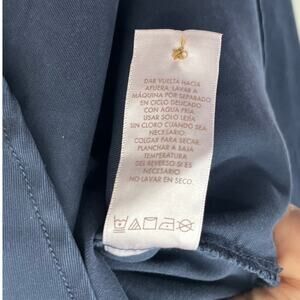 DAR VUELTA HACIA
AFUERA. LAVAR A
MÁQUINA POR SEPARADO
EN CICLO DELICADO
CON AGUA FRIA
USAR SOLO LEJÍA
SIN CLORO CUANDO SEA
NECESARIO.
COLGAR PARA SECAR.
PLANCHAR A BAJA
TEMPERATURA
DEL REVERSO SI ES
NECESARIO
NO LAVAR EN SECO.